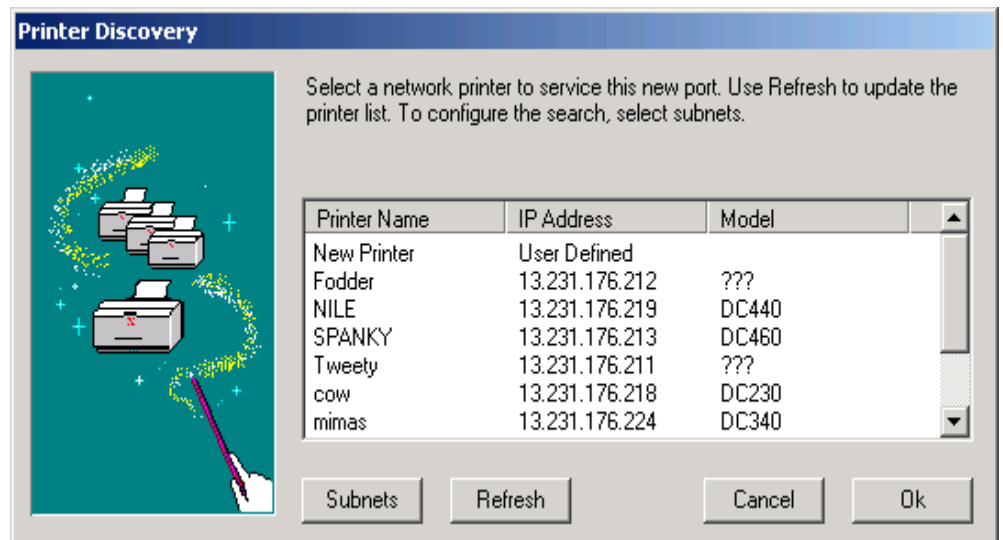 Printer Discovery
Select a network printer to service this new port. Use Refresh to update the
printer list. To configure the search, select subnets.
Printer Name IP Address Model
New Printer User Defined
Fodder 13.231.176.212 ???
NILE 13.231.176.219 DC440
SPANKY 13.231.176.213 DC460
Tweety 13.231.176.211 ???
cow 13.231.176.218 DC230
mimas 13.231.176.224 DC340
Subnets Refresh Cancel Ok